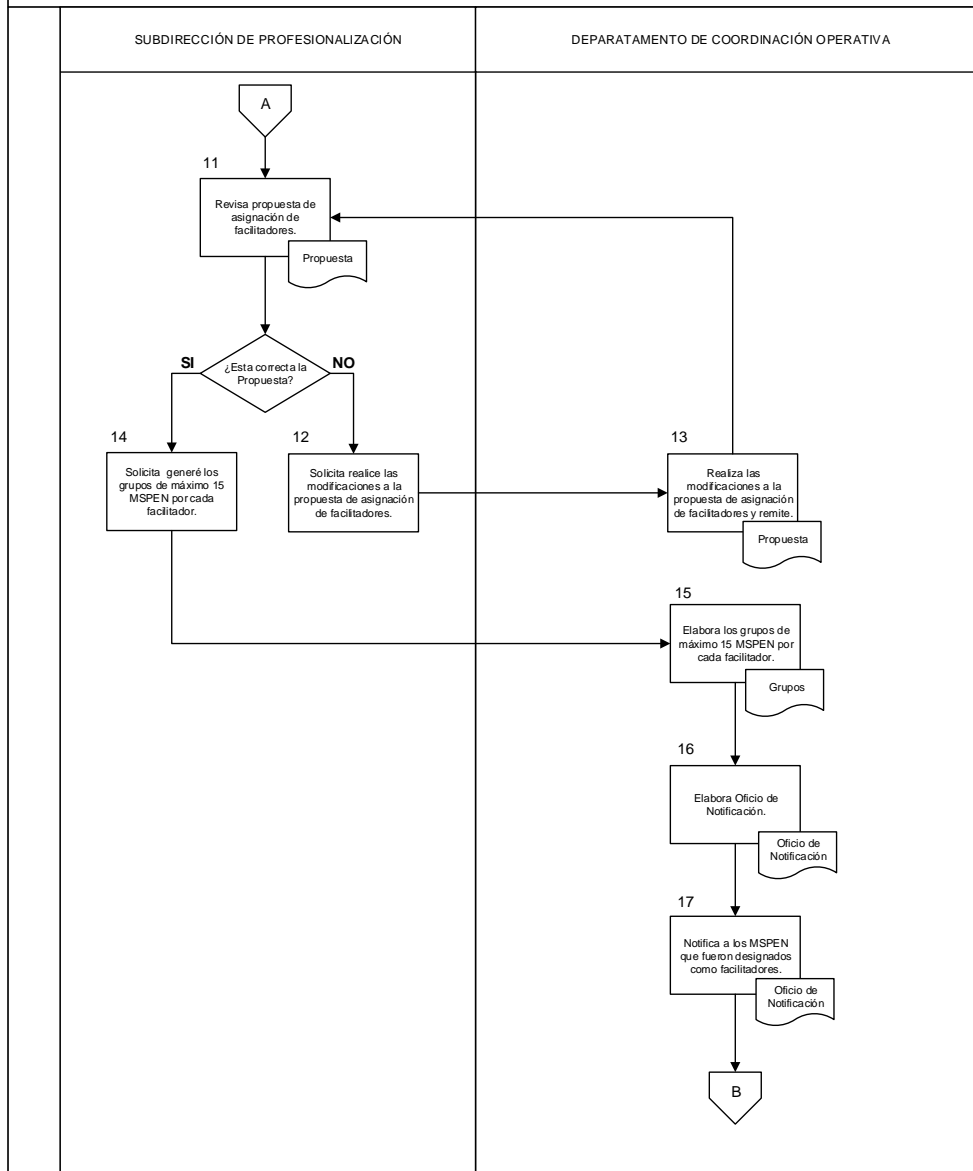 SUBDIRECCIÓN DE PROFESIONALIZACIÓN
DEPARATAMENTO DE COORDINACIÓN OPERATIVA
A
11
Revisa propuesta de
asignación de
facilitadores.
Propuesta
¿Esta correcta la
Propuesta?
SI
NO
14
Solicita generé los
grupos de máximo 15
MSPEN por cada
facilitador.
12
Solicita realice las
modificaciones a la
propuesta de asignación
de facilitadores.
13
Realiza las
modificaciones a la
propuesta de asignación
de facilitadores y remite.
Propuesta
15
Elabora los grupos de
máximo 15 MSPEN por
cada facilitador.
Grupos
16
Elabora Oficio de
Notificación.
Oficio de
Notificación
17
Notifica a los MSPEN
que fueron designados
como facilitadores.
Oficio de
Notificación
B